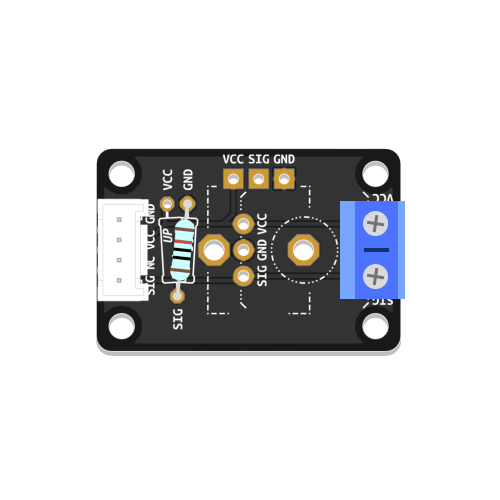 VCC SIG GND
VCC
GND
SIG NC VCC GND
UP
SIG
VCC
GND
SIG
VCC
SIG